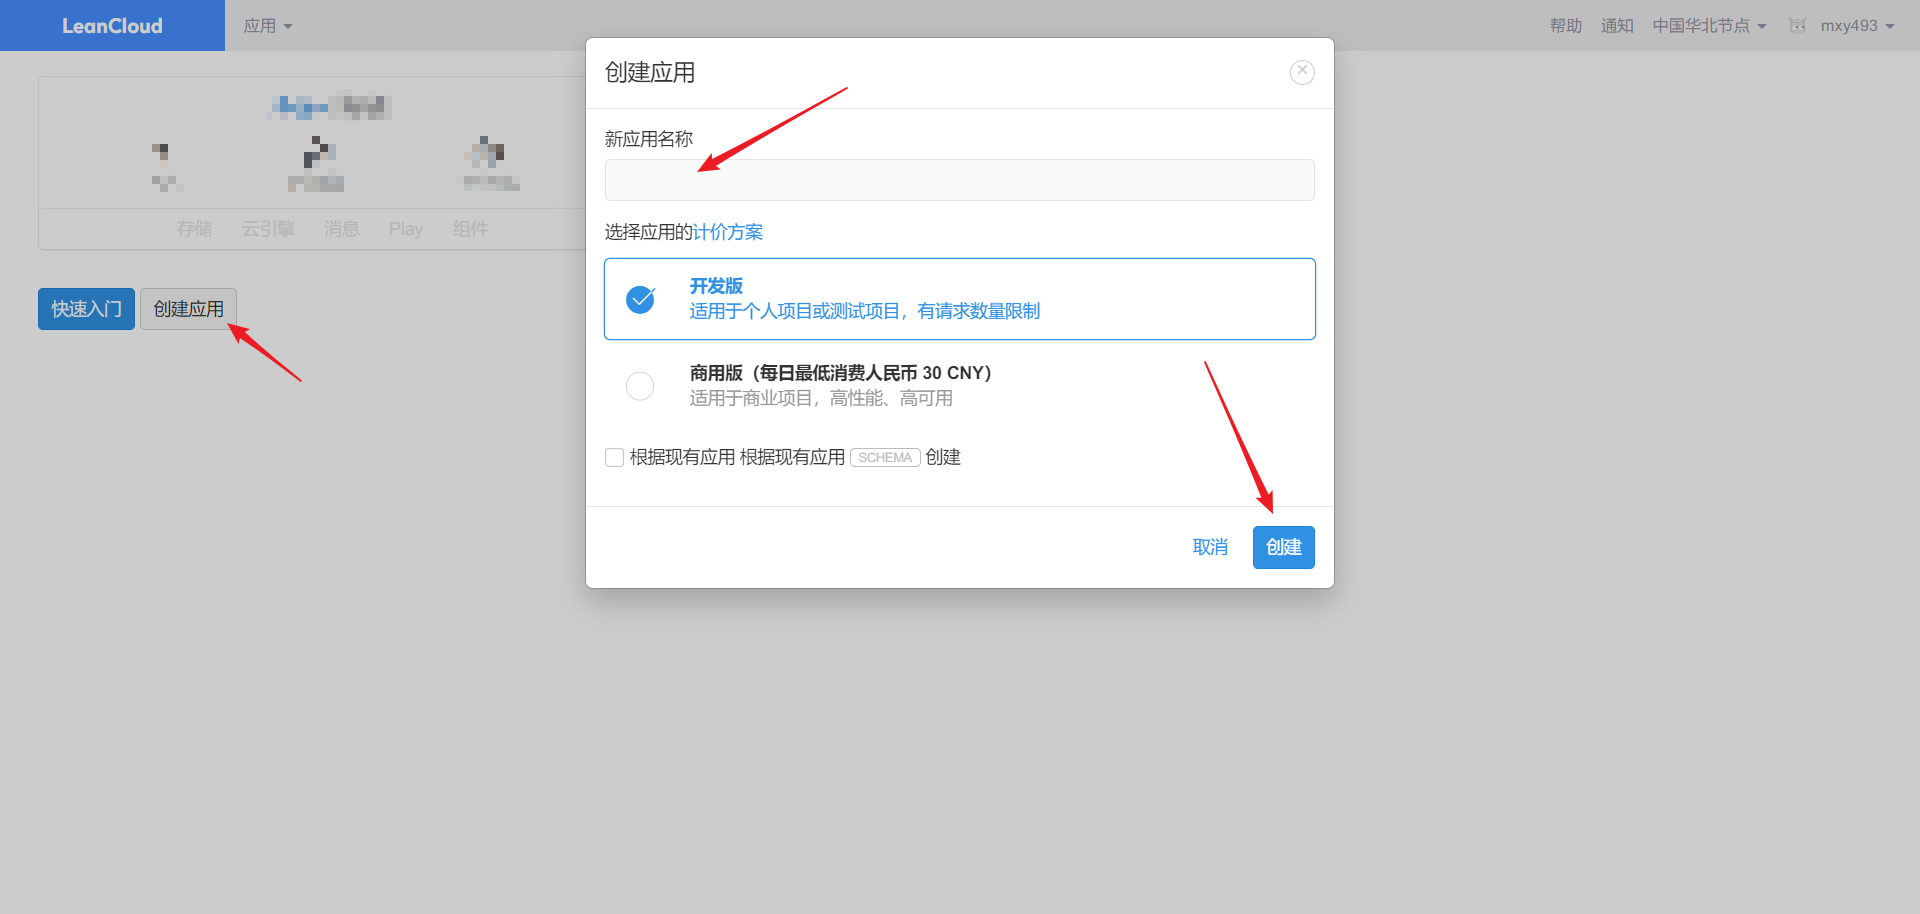 LeanCloud
应用
帮助
通知
中国华北节点
mxy493
存储
云引擎
消息
Play
组件
快速入门
创建应用
创建应用
新应用名称
选择应用的计价方案
开发版
适用于个人项目或测试项目，有请求数量限制
商用版（每日最低消费人民币 30 CNY）
适用于商业项目，高性能、高可用
根据现有应用 根据现有应用 SCHEMA 创建
取消
创建